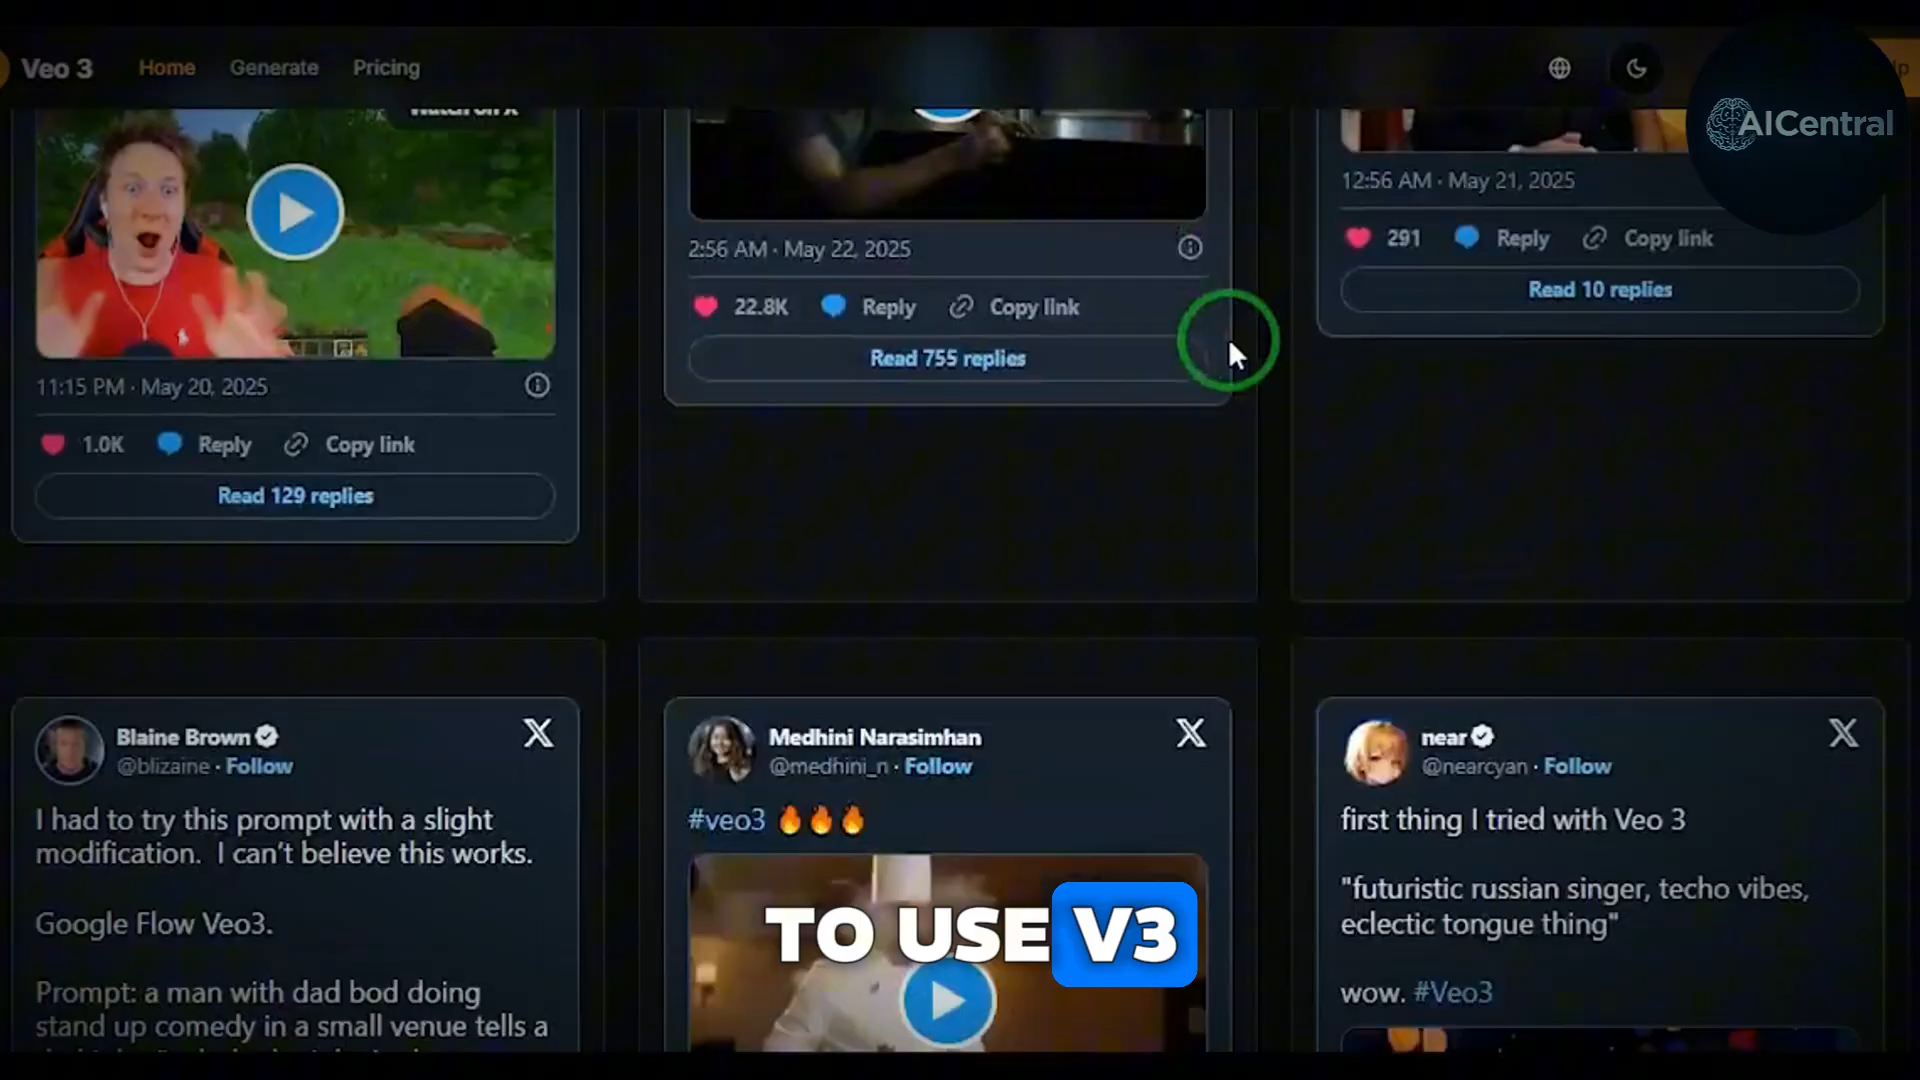 Veo 3
Home
Generate
Pricing
AICentral
11:15 PM · May 20, 2025
1.0K
Reply
Copy link
Read 129 replies
2:56 AM · May 22, 2025
22.8K
Reply
Copy link
Read 755 replies
12:56 AM · May 21, 2025
291
Reply
Copy link
Read 10 replies
Blaine Brown
@blizaine · Follow
I had to try this prompt with a slight
modification. I can't believe this works.
Google Flow Veo3.
Prompt: a man with dad bod doing
stand up comedy in a small venue tells a
Medhini Narasimhan
@medhini_n · Follow
#veo3 🔥🔥🔥
TO USE V3
near
@nearcyan · Follow
first thing I tried with Veo 3
"futuristic russian singer, techo vibes,
eclectic tongue thing"
wow. #Veo3